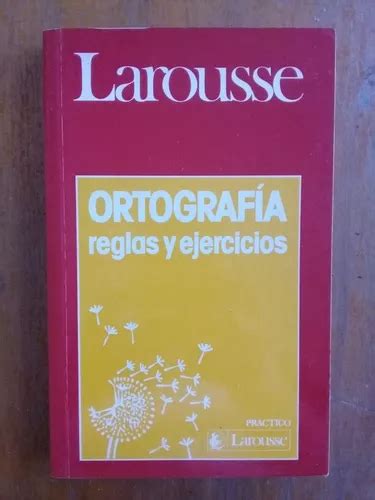 Larousse
ORTOGRAFÍA
reglas y ejercicios
PRÁCTICO
Larousse